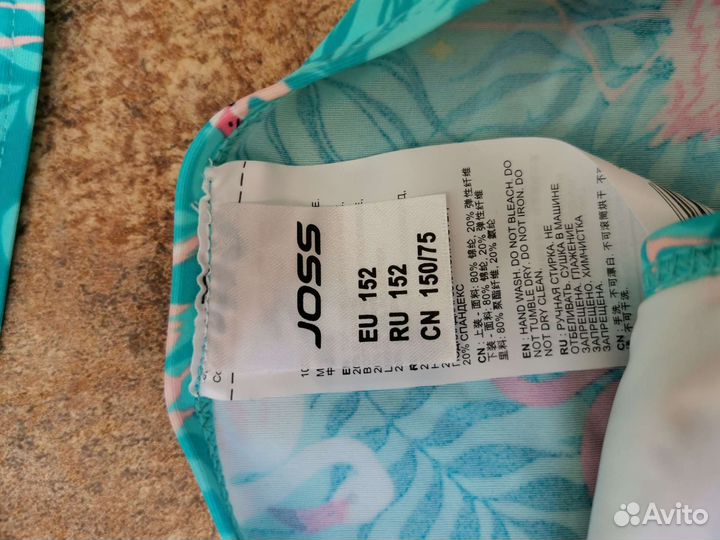 JOSS
EU 152
RU 152
CN 150/75
20% СПАНДЕКС
CN : 上装 - 面料: 80% 锦纶, 20% 弹性纤维
下装 - 面料: 80% 锦纶, 20% 弹性纤维
里料: 80% 聚酯纤维, 20% 氨纶
EN : HAND WASH. DO NOT BLEACH. DO
NOT TUMBLE DRY. DO NOT IRON. DO
NOT DRY CLEAN.
RU : РУЧНАЯ СТИРКА. НЕ
ОТБЕЛИВАТЬ. СУШКА В МАШИНЕ
ЗАПРЕЩЕНА. ГЛАЖЕНИЕ
ЗАПРЕЩЕНО. ХИМЧИСТКА
ЗАПРЕЩЕНА.
CN : 手洗. 不可漂白. 不可滚筒烘干. 不
可干洗.
Avito